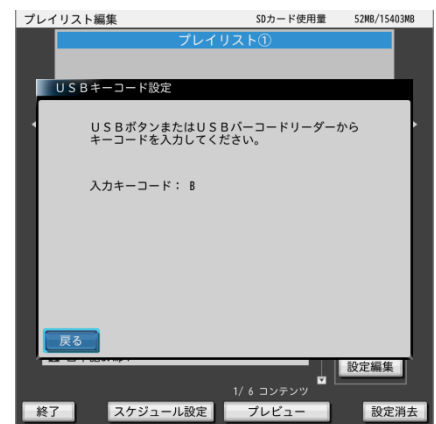 プレイリスト編集 SDカード使用量 52MB/15403MB
プレイリスト①
ＵＳＢキーコード設定
ＵＳＢボタンまたはＵＳＢバーコードリーダーから
キーコードを入力してください。
入力キーコード： B
戻る
設定編集
1/ 6 コンテンツ
終了 スケジュール設定 プレビュー 設定消去